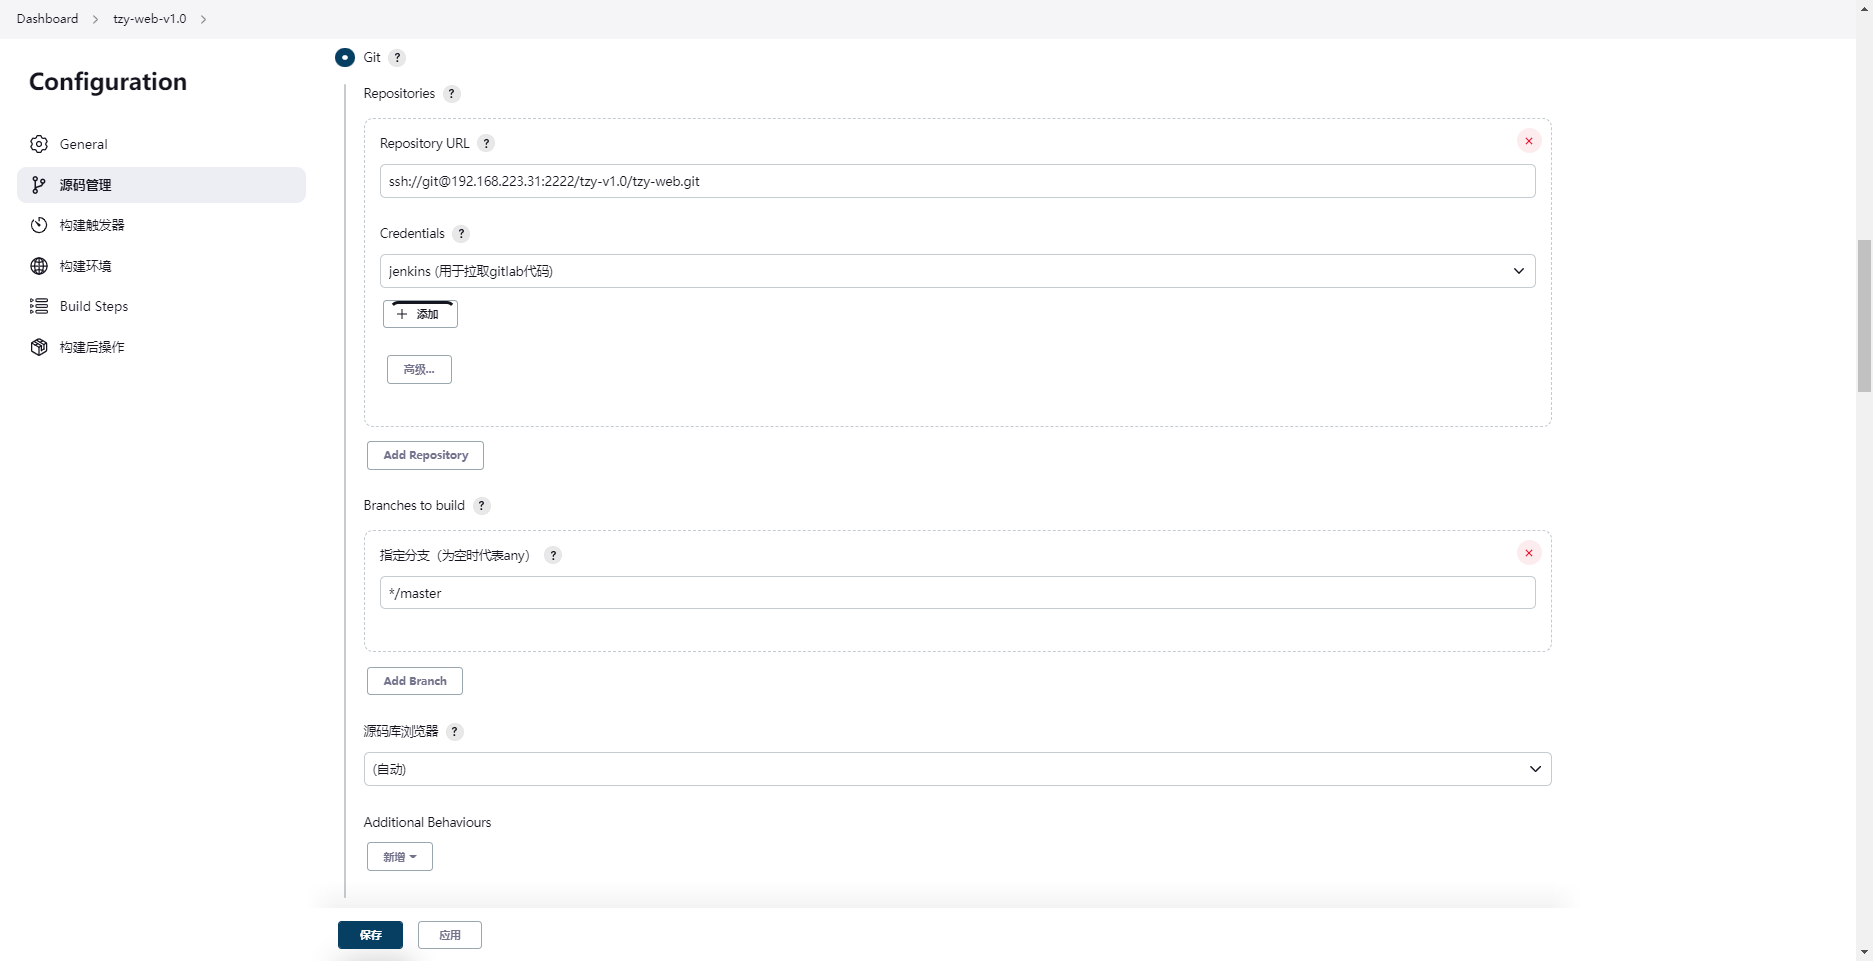 Dashboard
tzy-web-v1.0
Configuration
General
源码管理
构建触发器
构建环境
Build Steps
构建后操作
Git ?
Repositories ?
Repository URL ?
ssh://git@192.168.223.31:2222/tzy-v1.0/tzy-web.git
Credentials ?
jenkins (用于拉取gitlab代码)
添加
高级...
Add Repository
Branches to build ?
指定分支（为空时代表any） ?
*/master
Add Branch
源码库浏览器 ?
(自动)
Additional Behaviours
新增
保存
应用